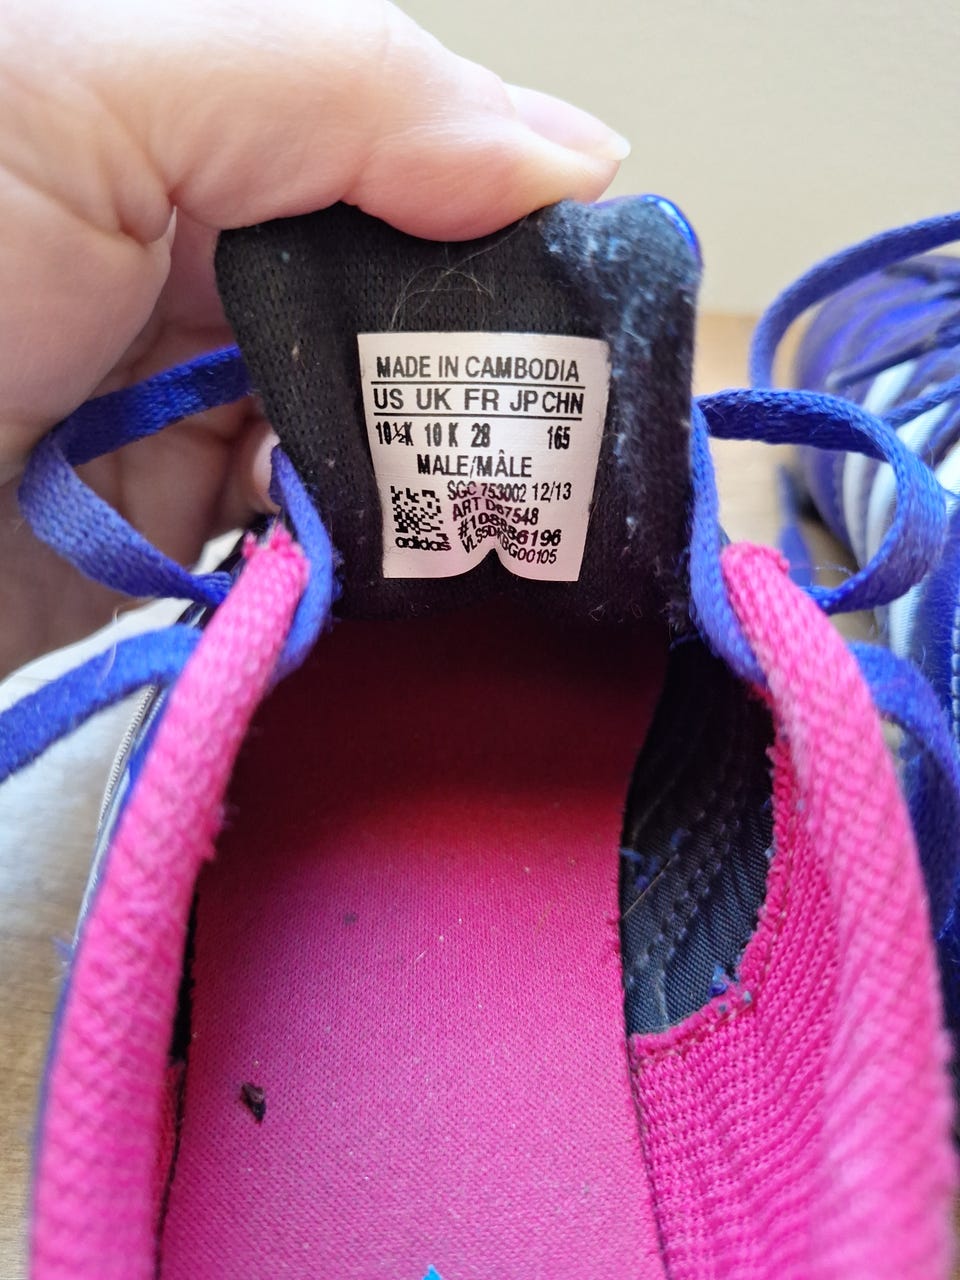 MADE IN CAMBODIA
US UK FR JP CHN
10½K 10 K 28 165
MALE/MÂLE
SGC 753002 12/13
ART D67548
adidas